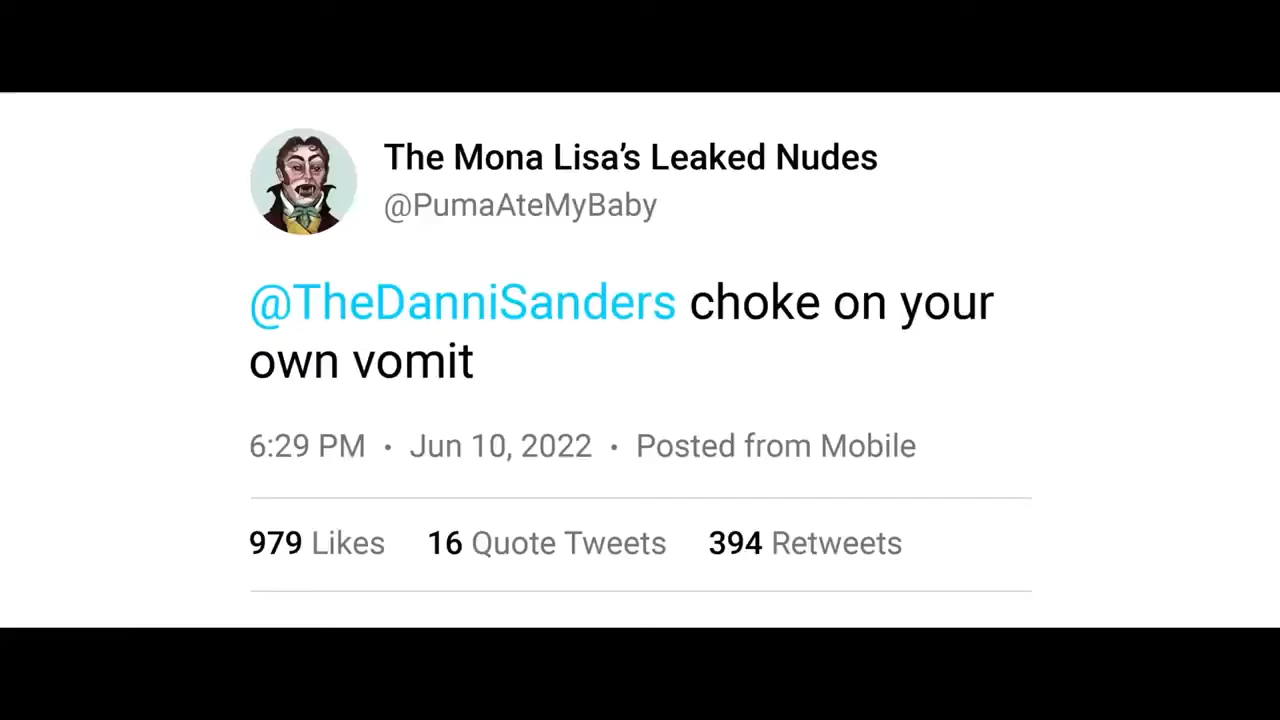 The Mona Lisa’s Leaked Nudes
@PumaAteMyBaby
@TheDanniSanders choke on your
own vomit
6:29 PM · Jun 10, 2022 · Posted from Mobile
979 Likes 16 Quote Tweets 394 Retweets